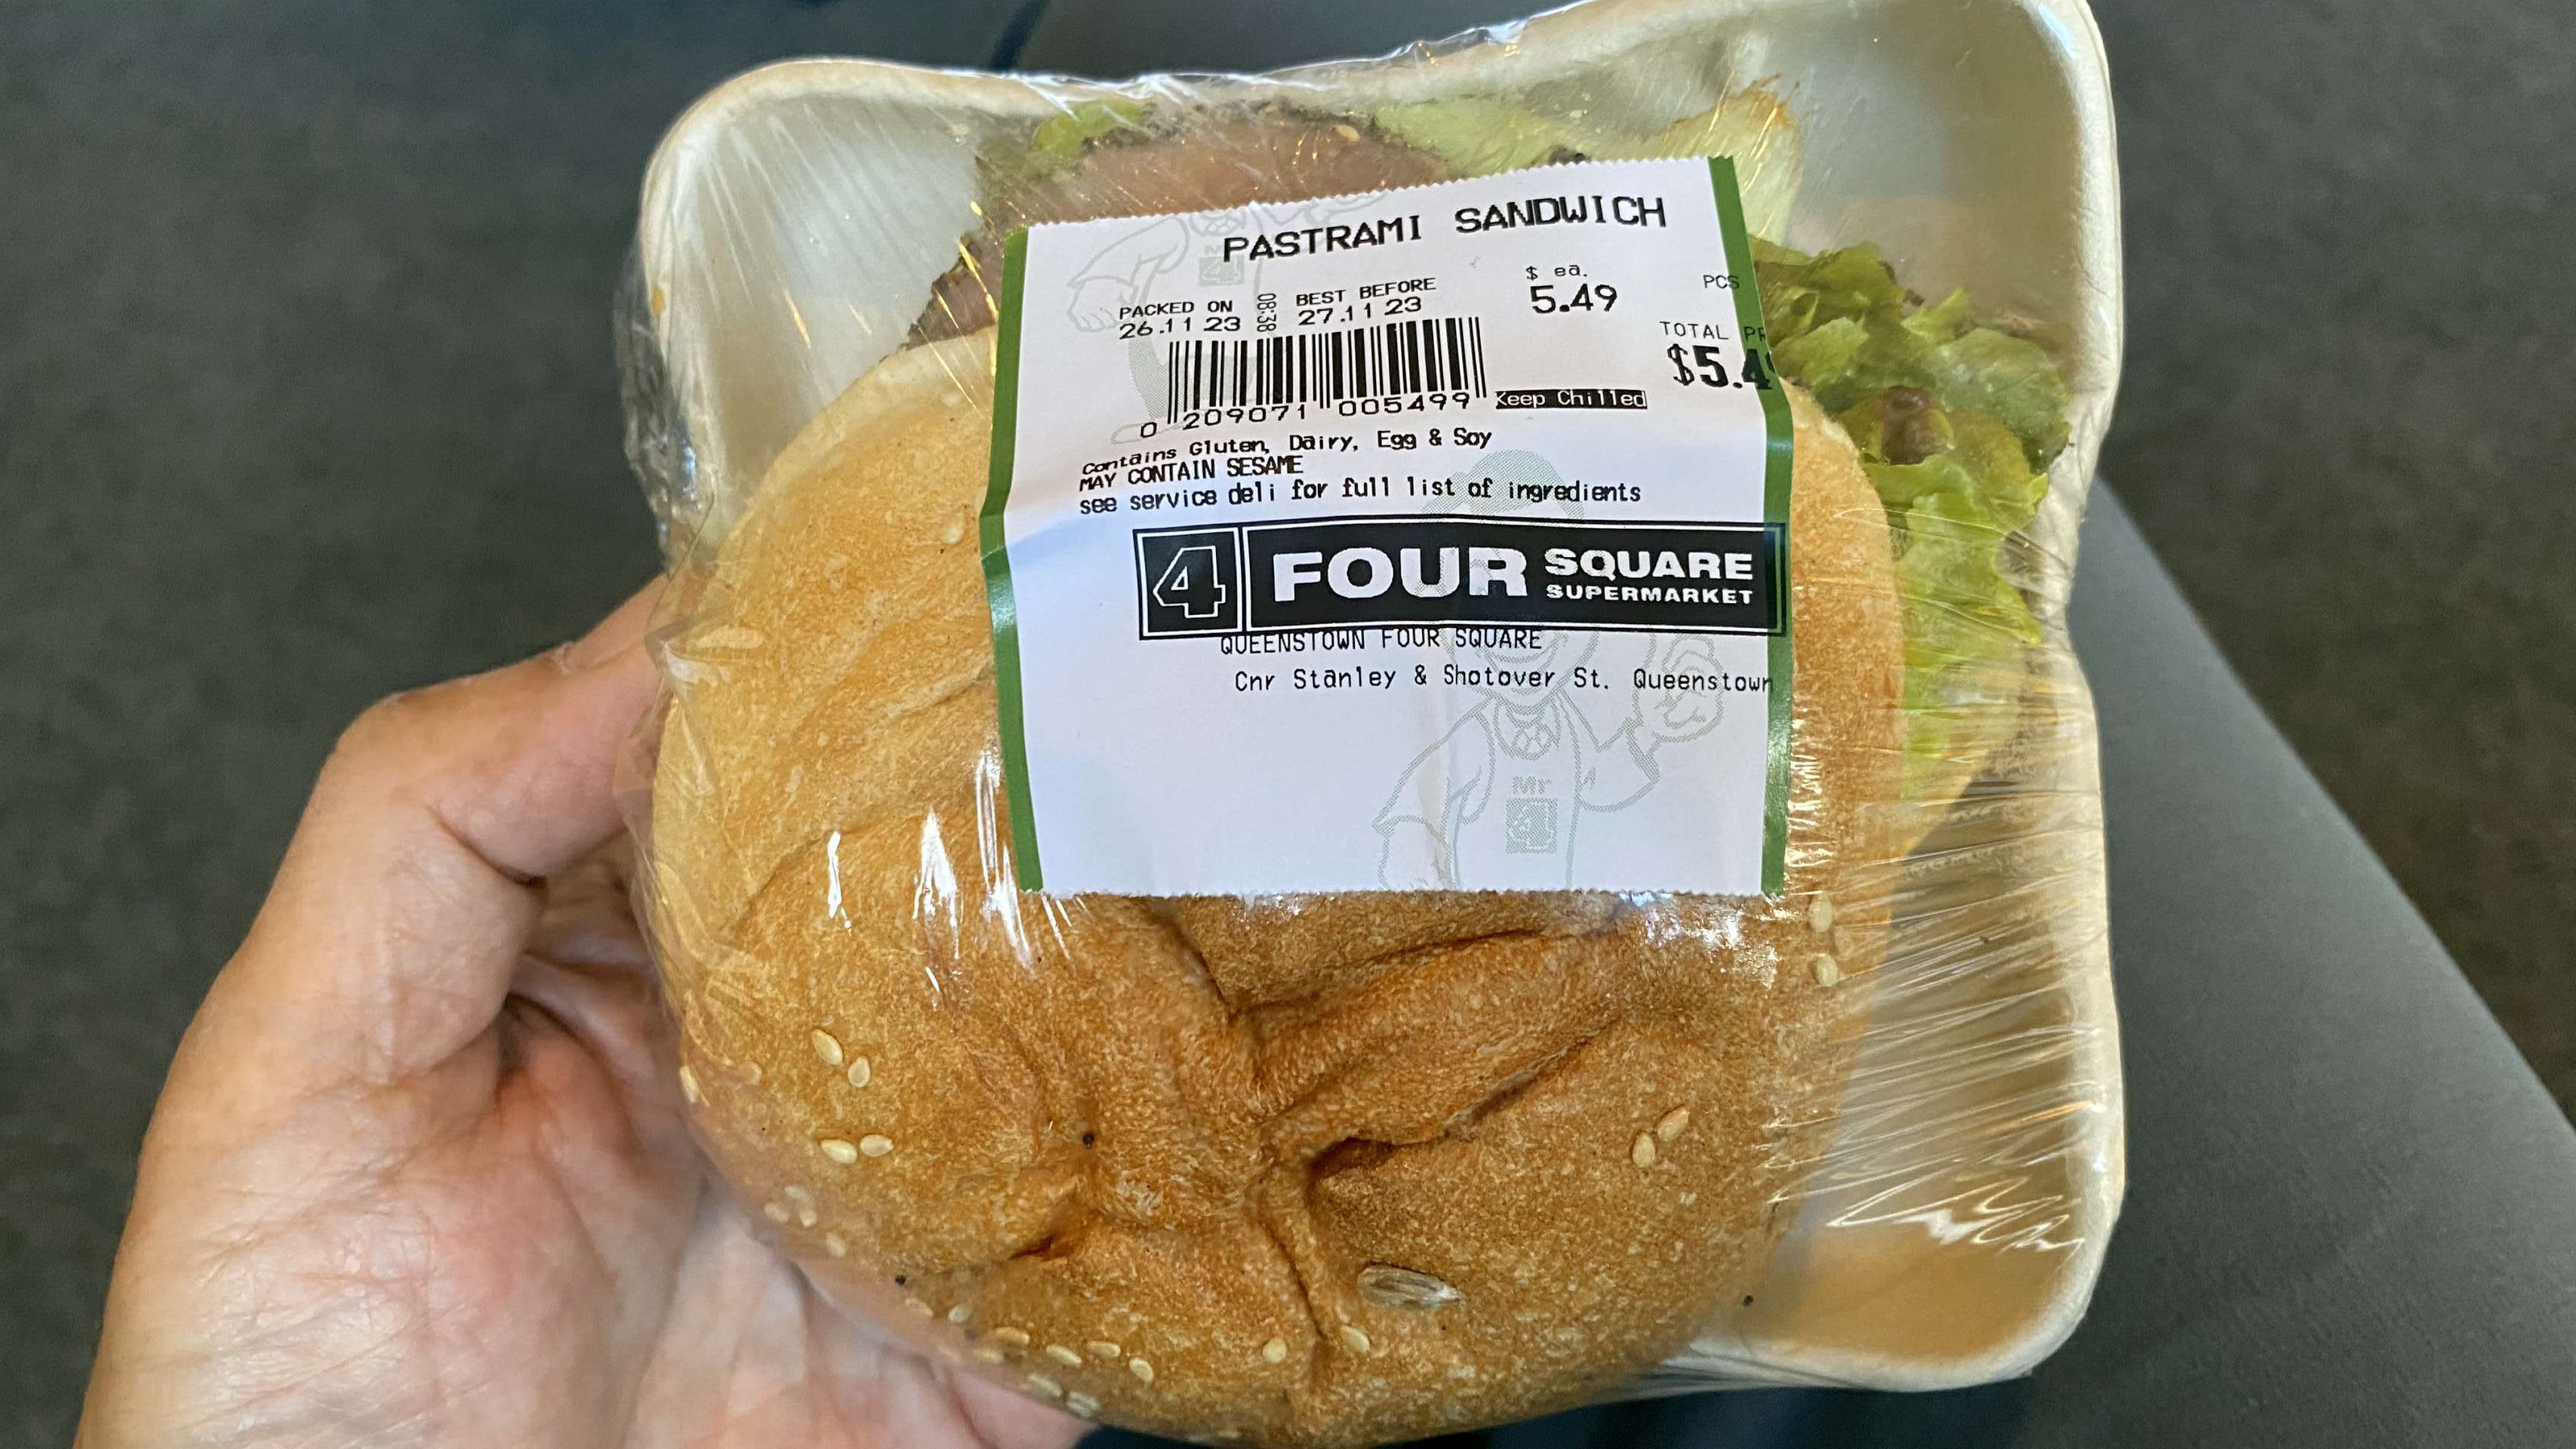 PASTRAMI SANDWICH
PACKED ON 08:38 BEST BEFORE $ ea. PCS
26.11 23 27.11 23 5.49
TOTAL
0 209071 005499 Keep Chilled
Contains Gluten, Dairy, Egg & Soy
MAY CONTAIN SESAME
see service deli for full list of ingredients
4 FOUR SQUARE
SUPERMARKET
QUEENSTOWN FOUR SQUARE
Cnr Stanley & Shotover St. Queenstown
Mr
4